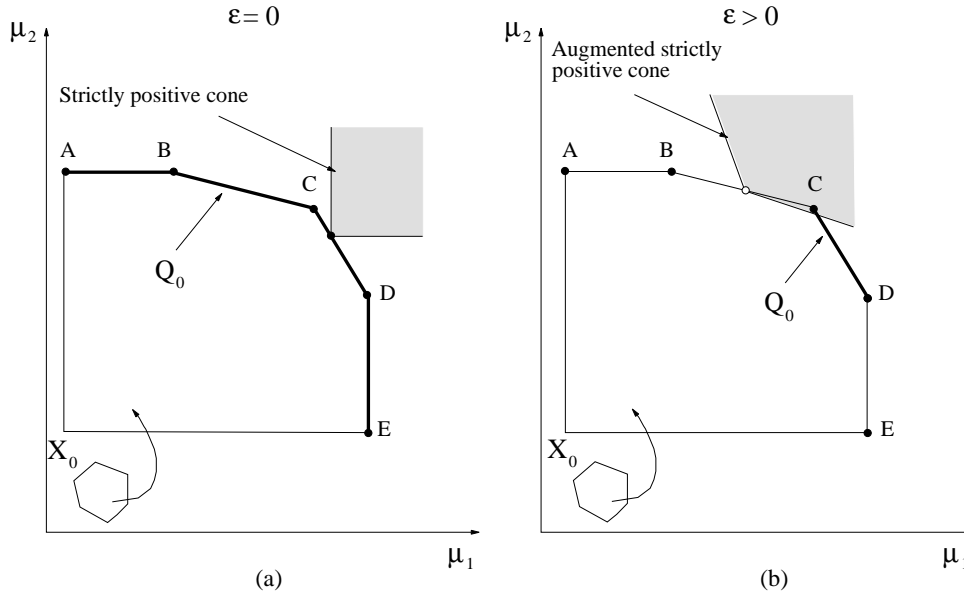 ε = 0
μ2
Strictly positive cone
A
B
C
Q0
D
E
X0
μ1
(a)
ε > 0
μ2
Augmented strictly
positive cone
A
B
C
Q0
D
E
X0
μ
(b)